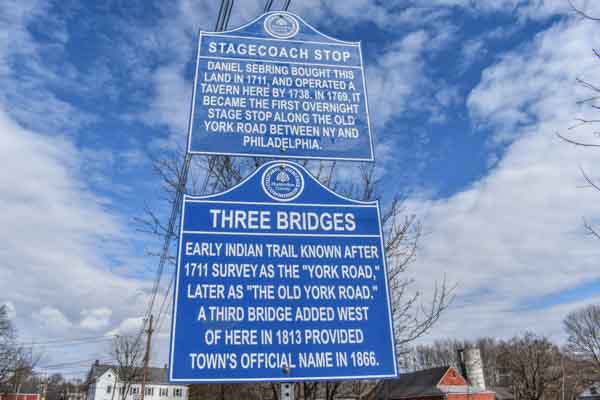 STAGECOACH STOP
DANIEL SEBRING BOUGHT THIS
LAND IN 1711, AND OPERATED A
TAVERN HERE BY 1738. IN 1769, IT
BECAME THE FIRST OVERNIGHT
STAGE STOP ALONG THE OLD
YORK ROAD BETWEEN NY AND
PHILADELPHIA.
THREE BRIDGES
EARLY INDIAN TRAIL KNOWN AFTER
1711 SURVEY AS THE "YORK ROAD,"
LATER AS "THE OLD YORK ROAD."
A THIRD BRIDGE ADDED WEST
OF HERE IN 1813 PROVIDED
TOWN'S OFFICIAL NAME IN 1866.